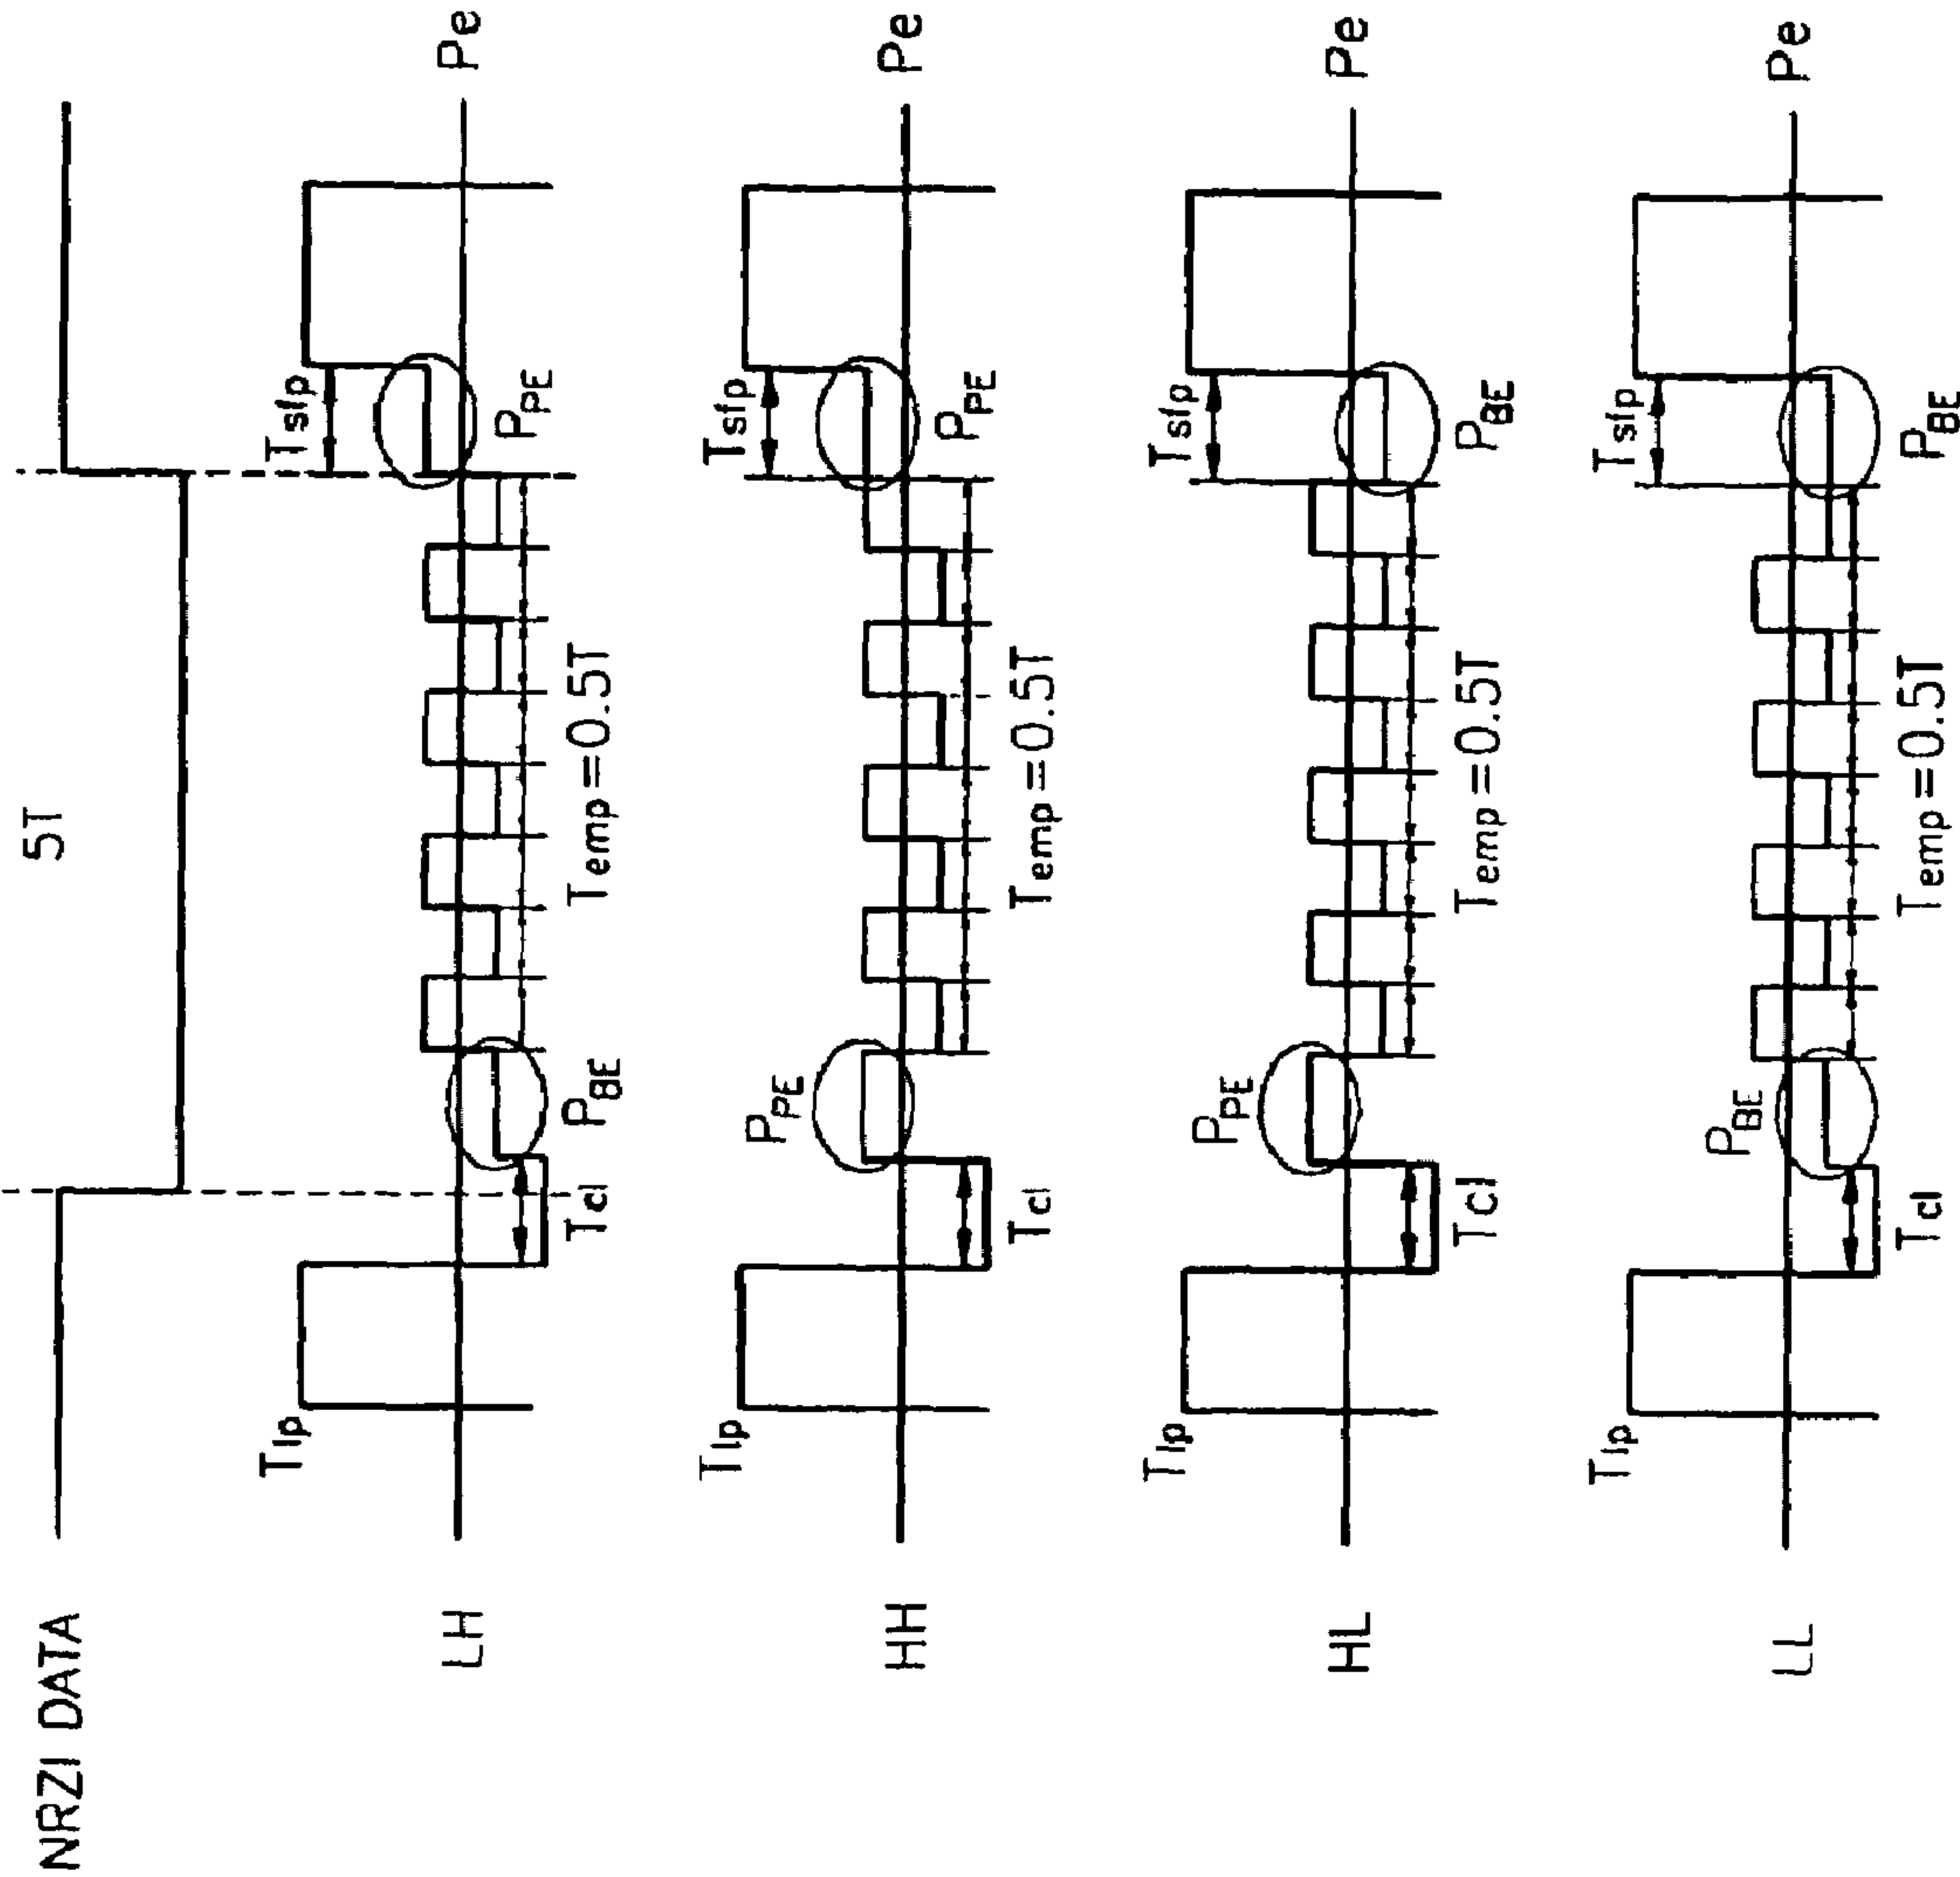 NRZI DATA
5T
LH
Tlp
Tcl
PBE
Temp=0.5T
Tsfp
PPE
Pe
HH
Tlp
Tcl
PPE
Temp=0.5T
Tsfp
PPE
Pe
HL
Tlp
Tcl
PPE
Temp=0.5T
Tsfp
PBE
Pe
LL
Tlp
Tcl
PBE
Temp=0.5T
Tsfp
PBE
Pe